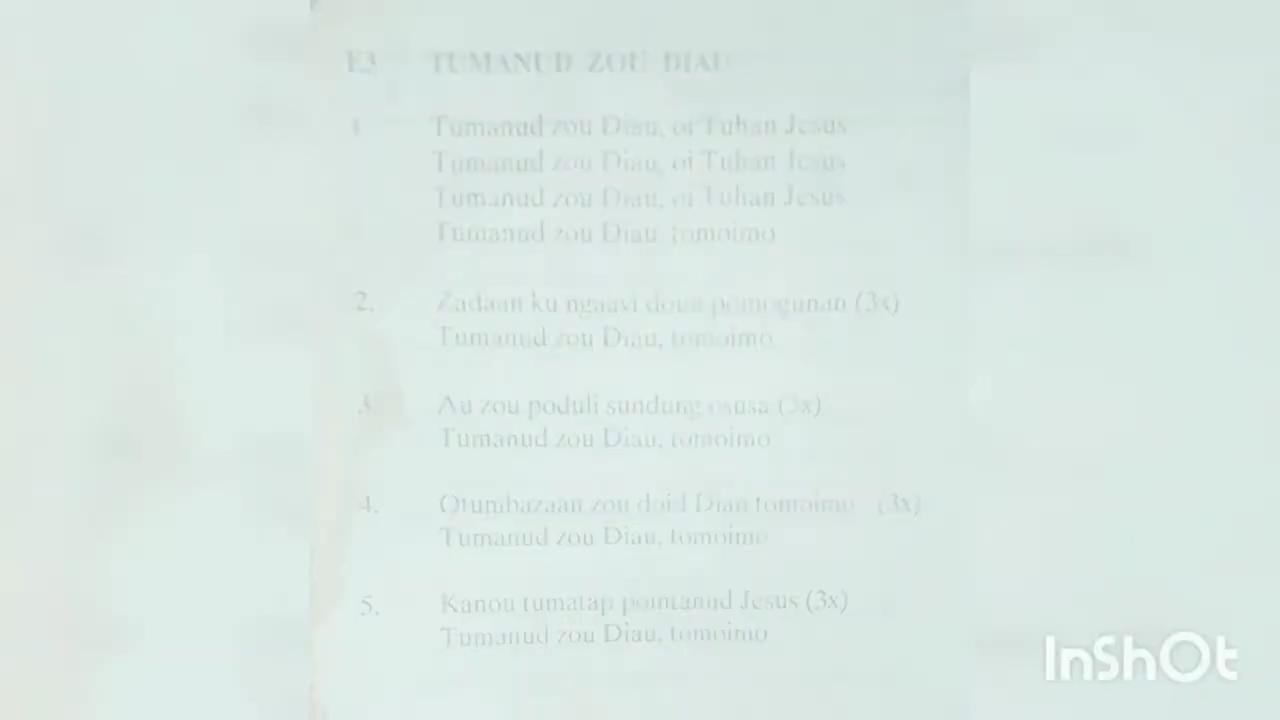 E3 TUMANUD ZOU DIAU
1 Tumanud zou Diau, oi Tuhan Jesus
Tumanud zou Diau, oi Tuhan Jesus
Tumanud zou Diau, oi Tuhan Jesus
Tumanud zou Diau, tomoimo
2. Zadaan ku ngaavi doun pomogunan (3x)
Tumanud zou Diau, tomoimo
3. Au zou poduli sundung osusa (3x)
Tumanud zou Diau, tomoimo
4. Otumbazaan zou doid Diau tomoimo (3x)
Tumanud zou Diau, tomoimo
5. Kanou tumatap pointanud Jesus (3x)
Tumanud zou Diau, tomoimo
InShOt